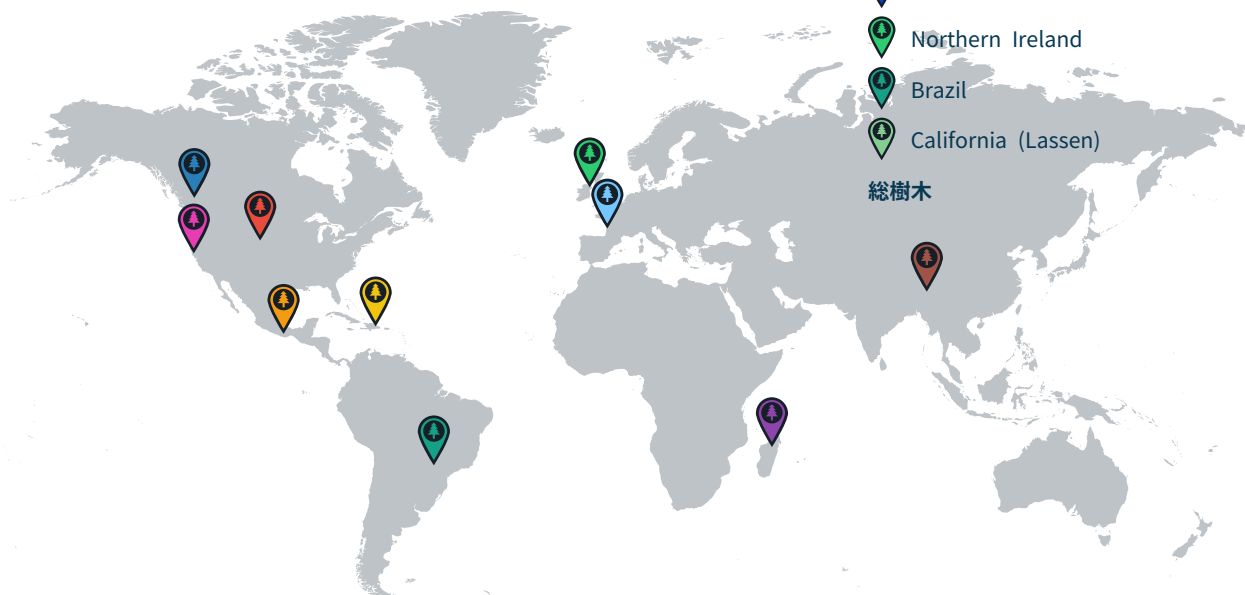 Northern Ireland
Brazil
California (Lassen)
総樹木